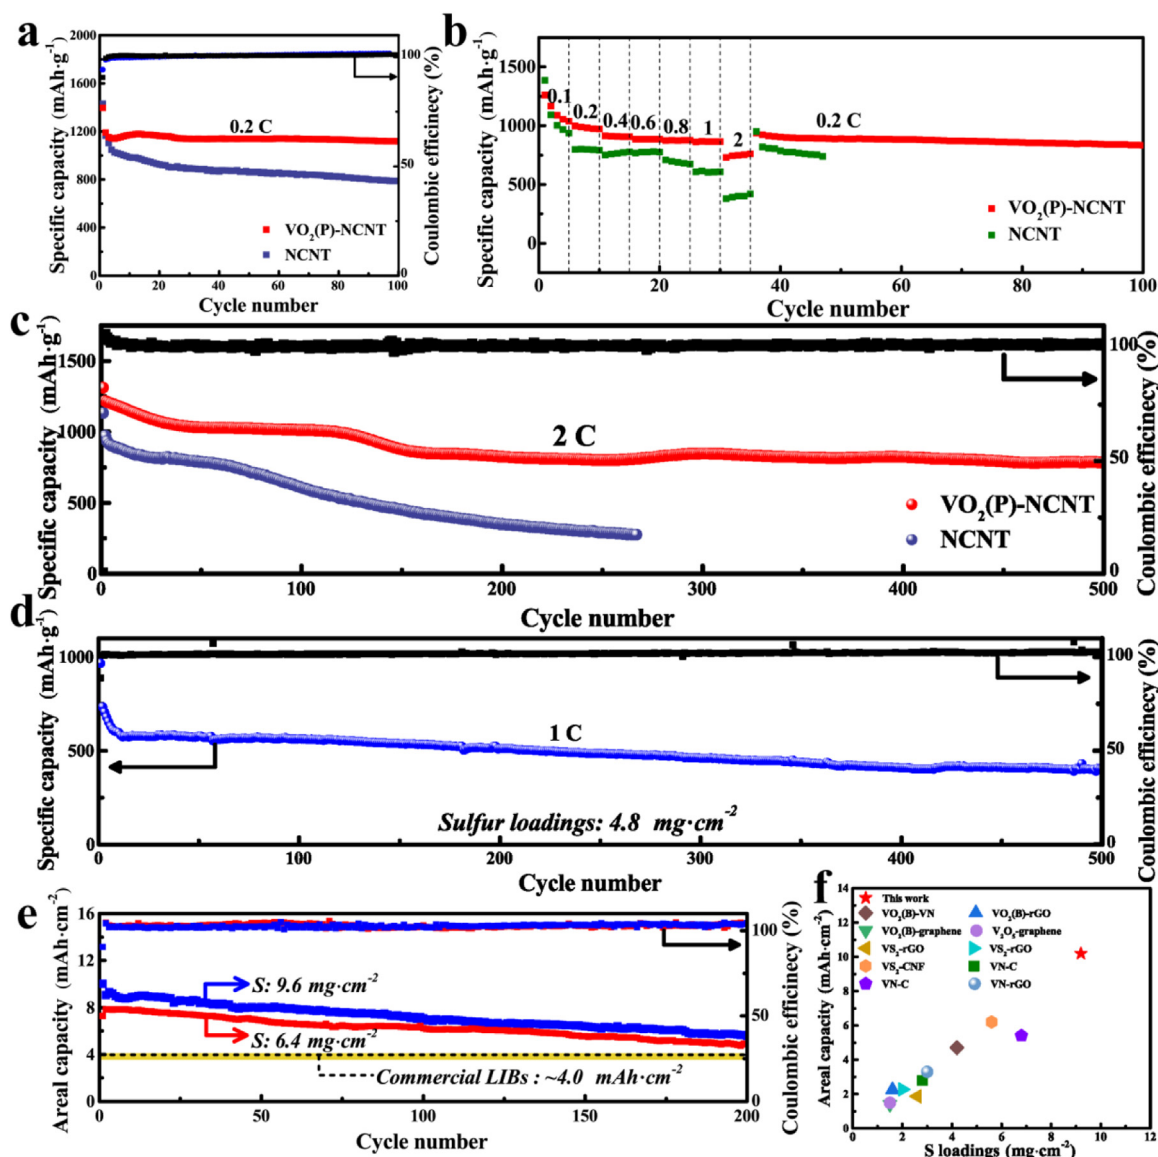 a
2000
1600
1200
800
400
0
Specific capacity (mAh·g-1)
0.2 C
VO2(P)-NCNT
NCNT
0 20 40 60 80 100
Cycle number
100
50
0
Coulombic efficinecy (%)
b
1500
1000
500
0
Specific capacity (mAh·g-1)
0.1 0.2 0.4 0.6 0.8 1 2 0.2 C
VO2(P)-NCNT
NCNT
0 20 40 60 80 100
Cycle number
c
1500
1000
500
0
Specific capacity (mAh·g-1)
2 C
VO2(P)-NCNT
NCNT
0 100 200 300 400 500
Cycle number
100
50
0
Coulombic efficinecy (%)
d
1000
500
0
Specific capacity (mAh·g-1)
1 C
Sulfur loadings: 4.8 mg·cm-2
0 100 200 300 400 500
Cycle number
100
50
0
Coulombic efficinecy (%)
e
16
12
8
4
0
Areal capacity (mAh·cm-2)
S: 9.6 mg·cm-2
S: 6.4 mg·cm-2
Commercial LIBs : ~4.0 mAh·cm-2
0 50 100 150 200
Cycle number
100
50
0
Coulombic efficinecy (%)
f
14
12
10
8
6
4
2
0
Areal capacity (mAh·cm-2)
This work
VO2(B)-VN VO2(B)-rGO
VO2(B)-graphene V2O5-graphene
VS2-rGO VS2-rGO
VS2-CNF VN-C
VN-C VN-rGO
0 2 4 6 8 10 12
S loadings (mg·cm-2)